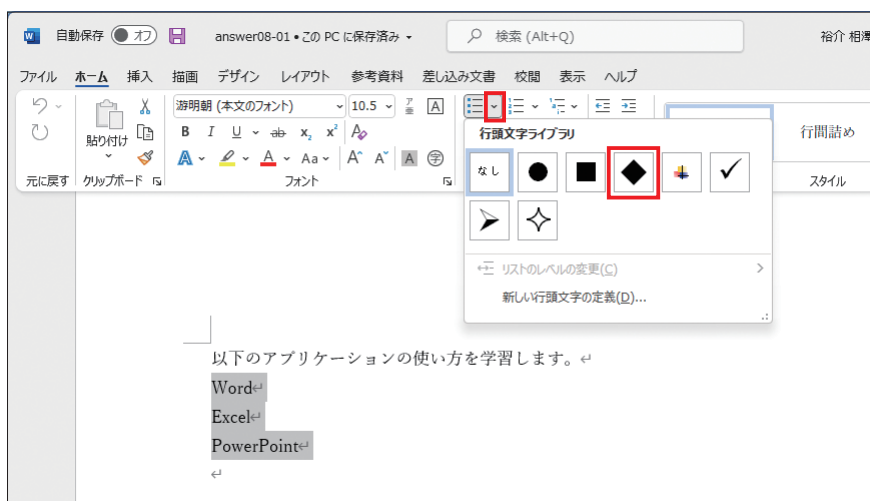 自動保存 オフ answer08-01 • この PC に保存済み 検索 (Alt+Q) 裕介 相澤
ファイル ホーム 挿入 描画 デザイン レイアウト 参考資料 差し込み文書 校閲 表示 ヘルプ
游明朝 (本文のフォント) 10.5 ア亜 A
貼り付け B I U ab x₂ x² A 行間詰め
A A Aa A A A 字
元に戻す クリップボード フォント スタイル
行頭文字ライブラリ
なし
リストのレベルの変更(C)
新しい行頭文字の定義(D)...
以下のアプリケーションの使い方を学習します。
Word
Excel
PowerPoint